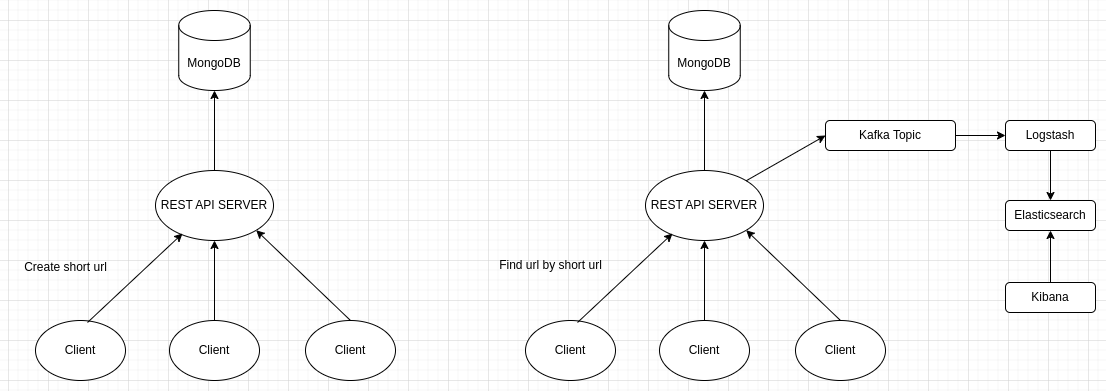 MongoDB
REST API SERVER
Create short url
Client
Client
Client
MongoDB
Kafka Topic
Logstash
REST API SERVER
Elasticsearch
Find url by short url
Kibana
Client
Client
Client